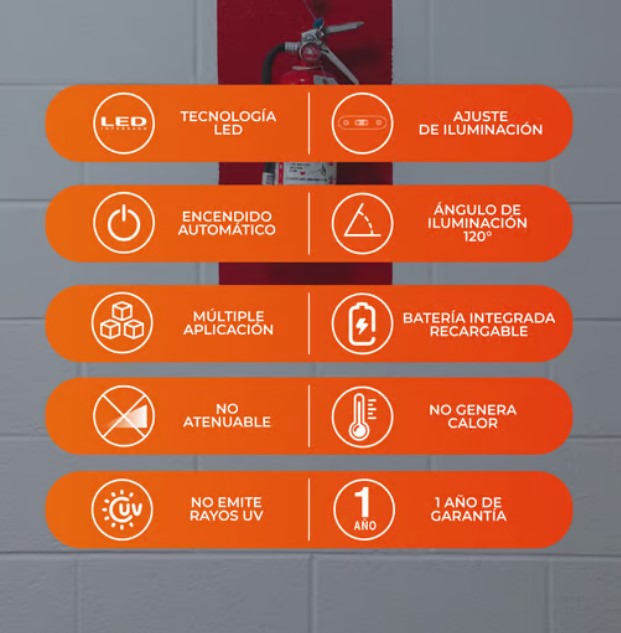 LED
INTEGRADO
TECNOLOGÍA
LED
AJUSTE
DE ILUMINACIÓN
ENCENDIDO
AUTOMÁTICO
ÁNGULO DE
ILUMINACIÓN
120°
MÚLTIPLE
APLICACIÓN
BATERÍA INTEGRADA
RECARGABLE
NO
ATENUABLE
NO GENERA
CALOR
UV
NO EMITE
RAYOS UV
1
AÑO
1 AÑO DE
GARANTÍA